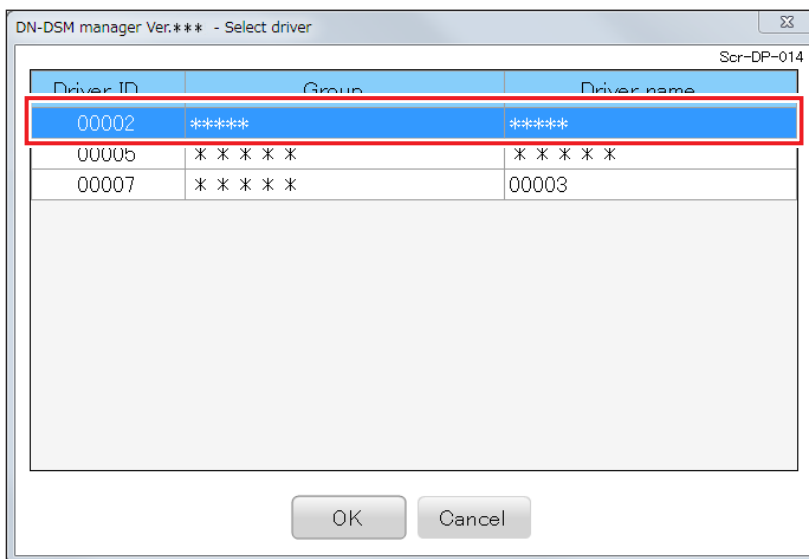 DN-DSM manager Ver.*** - Select driver
Scr-DP-014
Driver ID Group Driver name
00002 ***** *****
00005 * * * * * * * * * *
00007 * * * * * 00003
OK Cancel